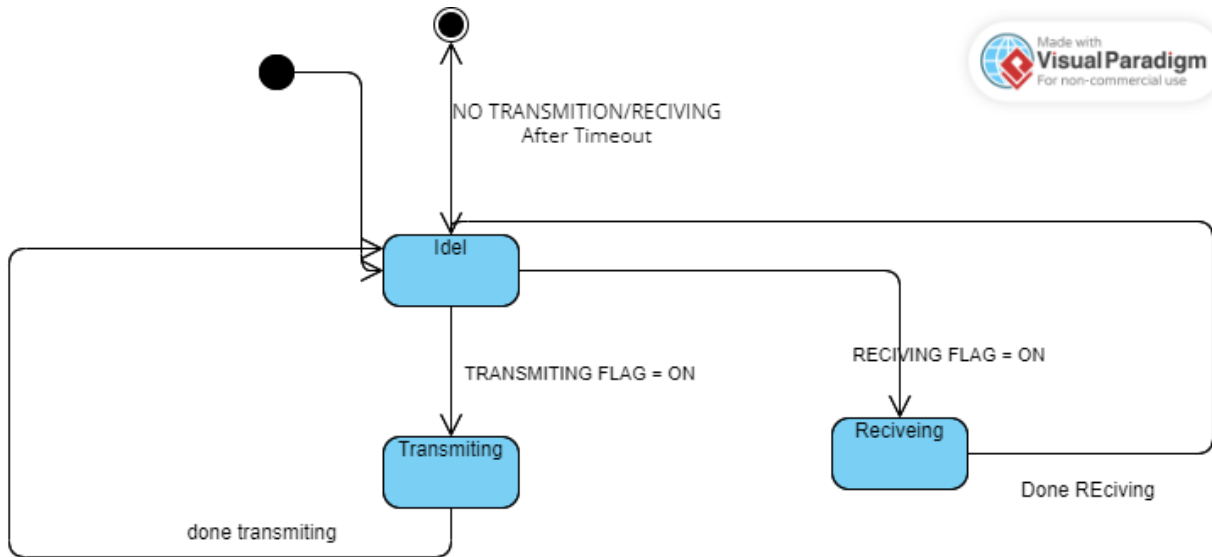 Made with
Visual Paradigm
For non-commercial use
NO TRANSMITION/RECIVING
After Timeout
Idel
TRANSMITING FLAG = ON
RECIVING FLAG = ON
Transmiting
Reciveing
Done REciving
done transmiting